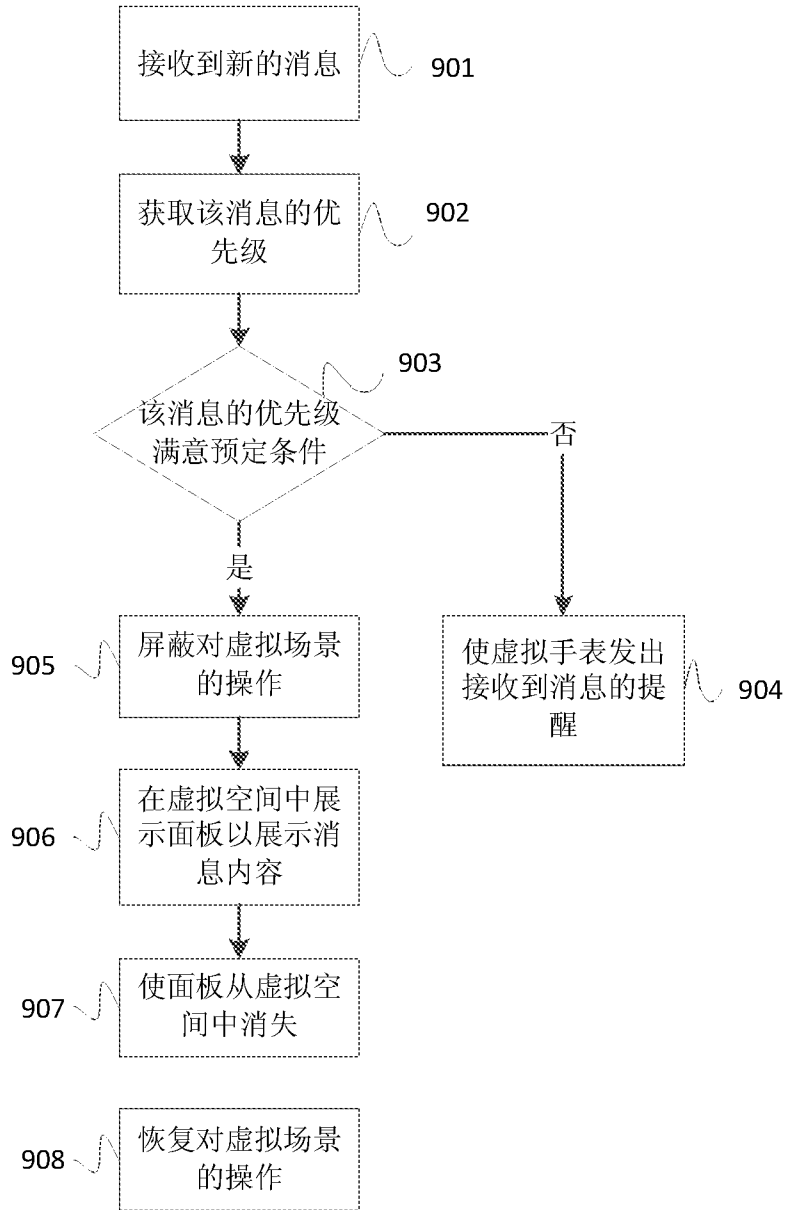 接收到新的消息
901
获取该消息的优
先级
902
903
该消息的优先级
满意预定条件
否
是
905
屏蔽对虚拟场景
的操作
使虚拟手表发出
接收到消息的提
醒
904
906
在虚拟空间中展
示面板以展示消
息内容
907
使面板从虚拟空
间中消失
908
恢复对虚拟场景
的操作